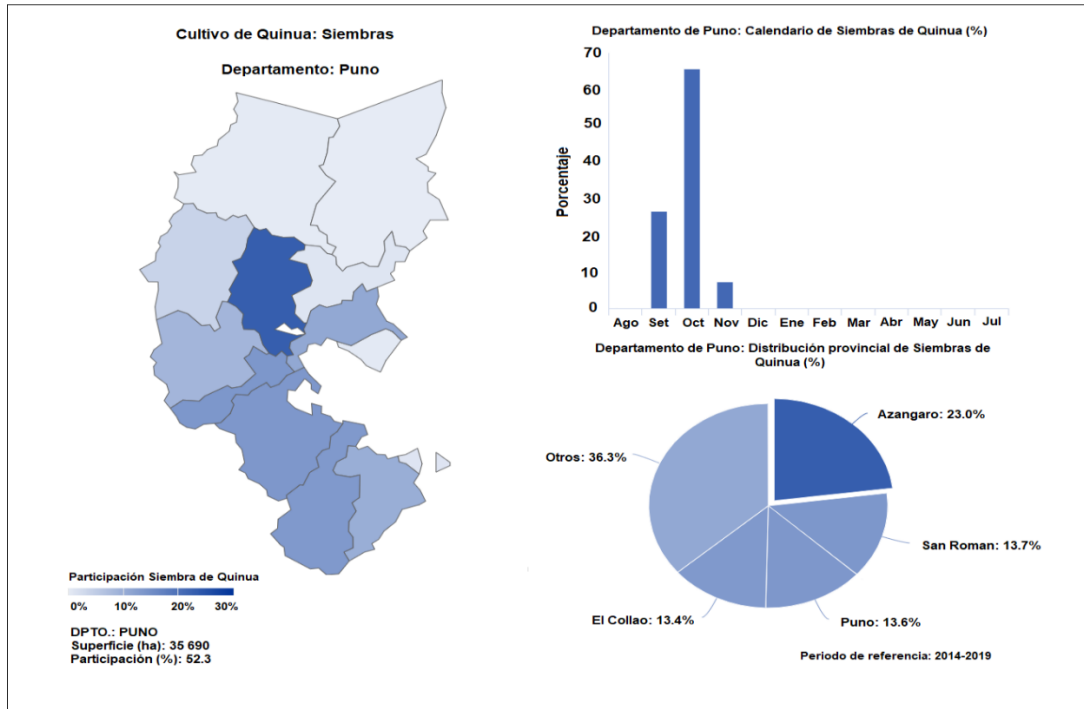 Cultivo de Quinua: Siembras
Departamento: Puno
Participación Siembra de Quinua
0% 10% 20% 30%
DPTO.: PUNO
Superficie (ha): 35 690
Participación (%): 52.3
Departamento de Puno: Calendario de Siembras de Quinua (%)
Porcentaje
70
60
50
40
30
20
10
0
Ago Set Oct Nov Dic Ene Feb Mar Abr May Jun Jul
Departamento de Puno: Distribución provincial de Siembras de
Quinua (%)
Azangaro: 23.0%
Otros: 36.3%
San Roman: 13.7%
El Collao: 13.4%
Puno: 13.6%
Periodo de referencia: 2014-2019